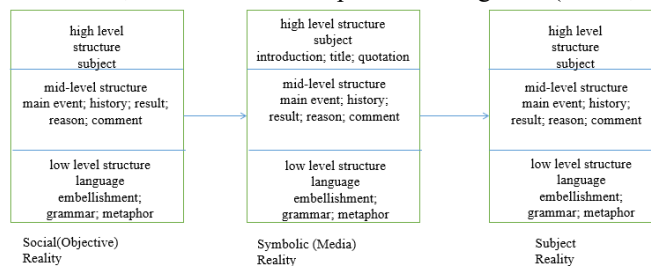 high level
structure
subject
mid-level structure
main event; history; result;
reason; comment
low level structure
language
embellishment;
grammar; metaphor
Social(Objective)
Reality
high level structure
subject
introduction; title; quotation
mid-level structure
main event; history;
result; reason; comment
low level structure
language
embellishment;
grammar; metaphor
Symbolic (Media)
Reality
high level
structure
subject
mid-level structure
main event; history;
result; reason; comment
low level structure
language
embellishment;
grammar; metaphor
Subject
Reality